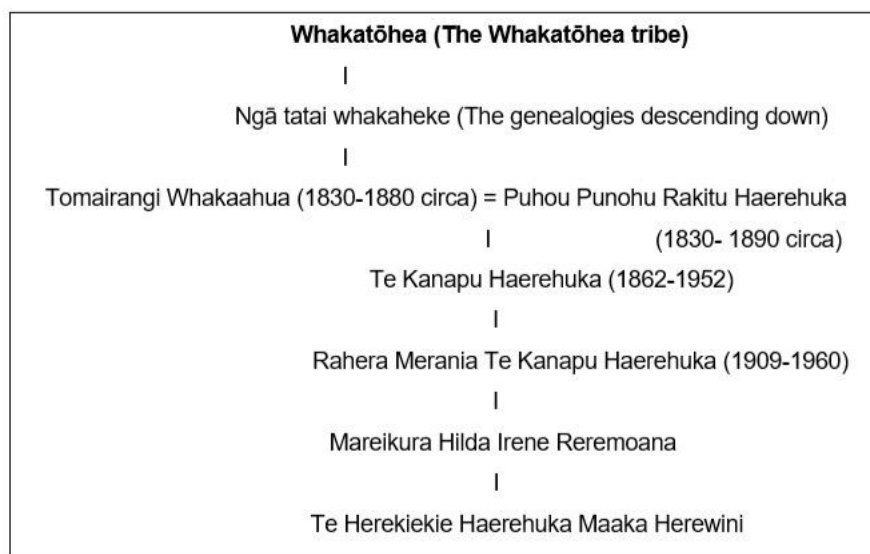 Whakatōhea (The Whakatōhea tribe)
|
Ngā tatai whakaheke (The genealogies descending down)
|
Tomairangi Whakaahua (1830-1880 circa) = Puhou Punohu Rakitu Haerehuka
| (1830- 1890 circa)
Te Kanapu Haerehuka (1862-1952)
|
Rahera Merania Te Kanapu Haerehuka (1909-1960)
|
Mareikura Hilda Irene Reremoana
|
Te Herekiekie Haerehuka Maaka Herewini